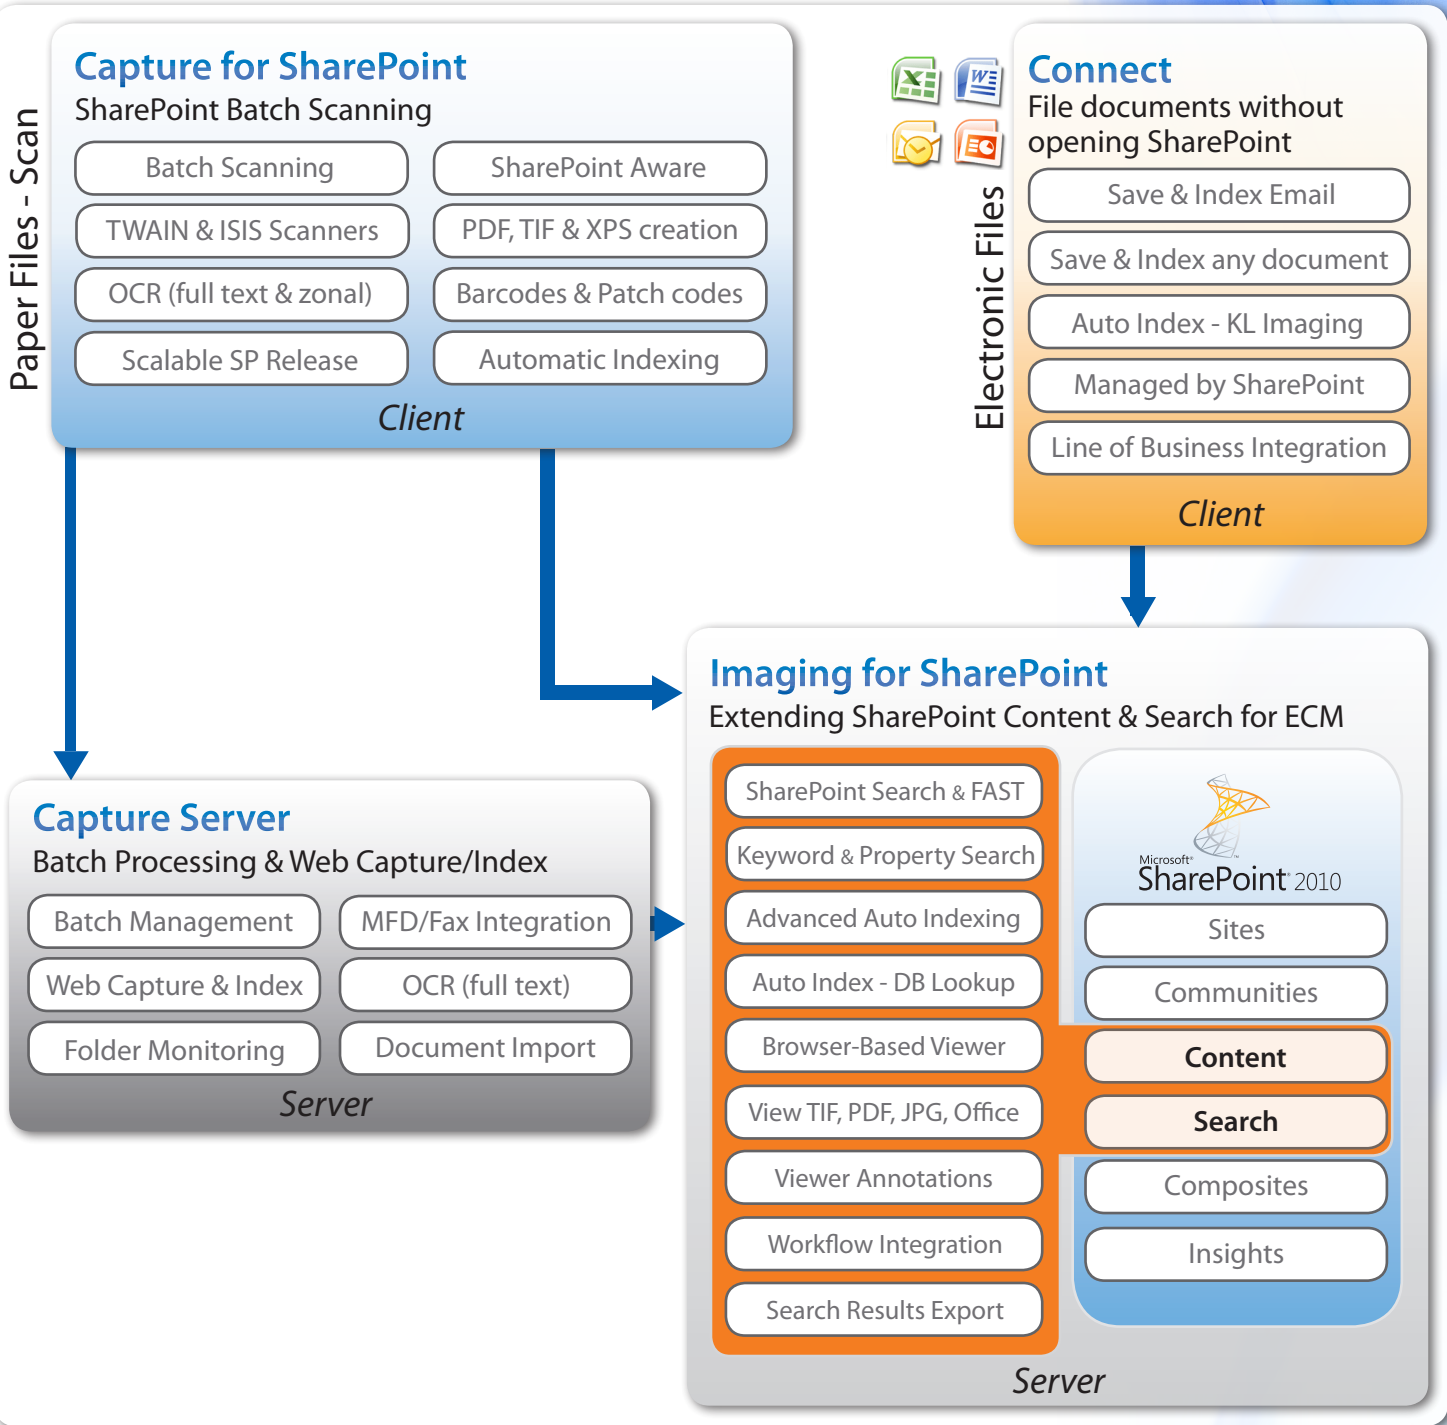 Paper Files - Scan
Capture for SharePoint
SharePoint Batch Scanning
Batch Scanning
SharePoint Aware
TWAIN & ISIS Scanners
PDF, TIF & XPS creation
OCR (full text & zonal)
Barcodes & Patch codes
Scalable SP Release
Automatic Indexing
Client
Electronic Files
Connect
File documents without
opening SharePoint
Save & Index Email
Save & Index any document
Auto Index - KL Imaging
Managed by SharePoint
Line of Business Integration
Client
Capture Server
Batch Processing & Web Capture/Index
Batch Management
MFD/Fax Integration
Web Capture & Index
OCR (full text)
Folder Monitoring
Document Import
Server
Imaging for SharePoint
Extending SharePoint Content & Search for ECM
SharePoint Search & FAST
Keyword & Property Search
Advanced Auto Indexing
Auto Index - DB Lookup
Browser-Based Viewer
View TIF, PDF, JPG, Office
Viewer Annotations
Workflow Integration
Search Results Export
Microsoft®
SharePoint® 2010
Sites
Communities
Content
Search
Composites
Insights
Server